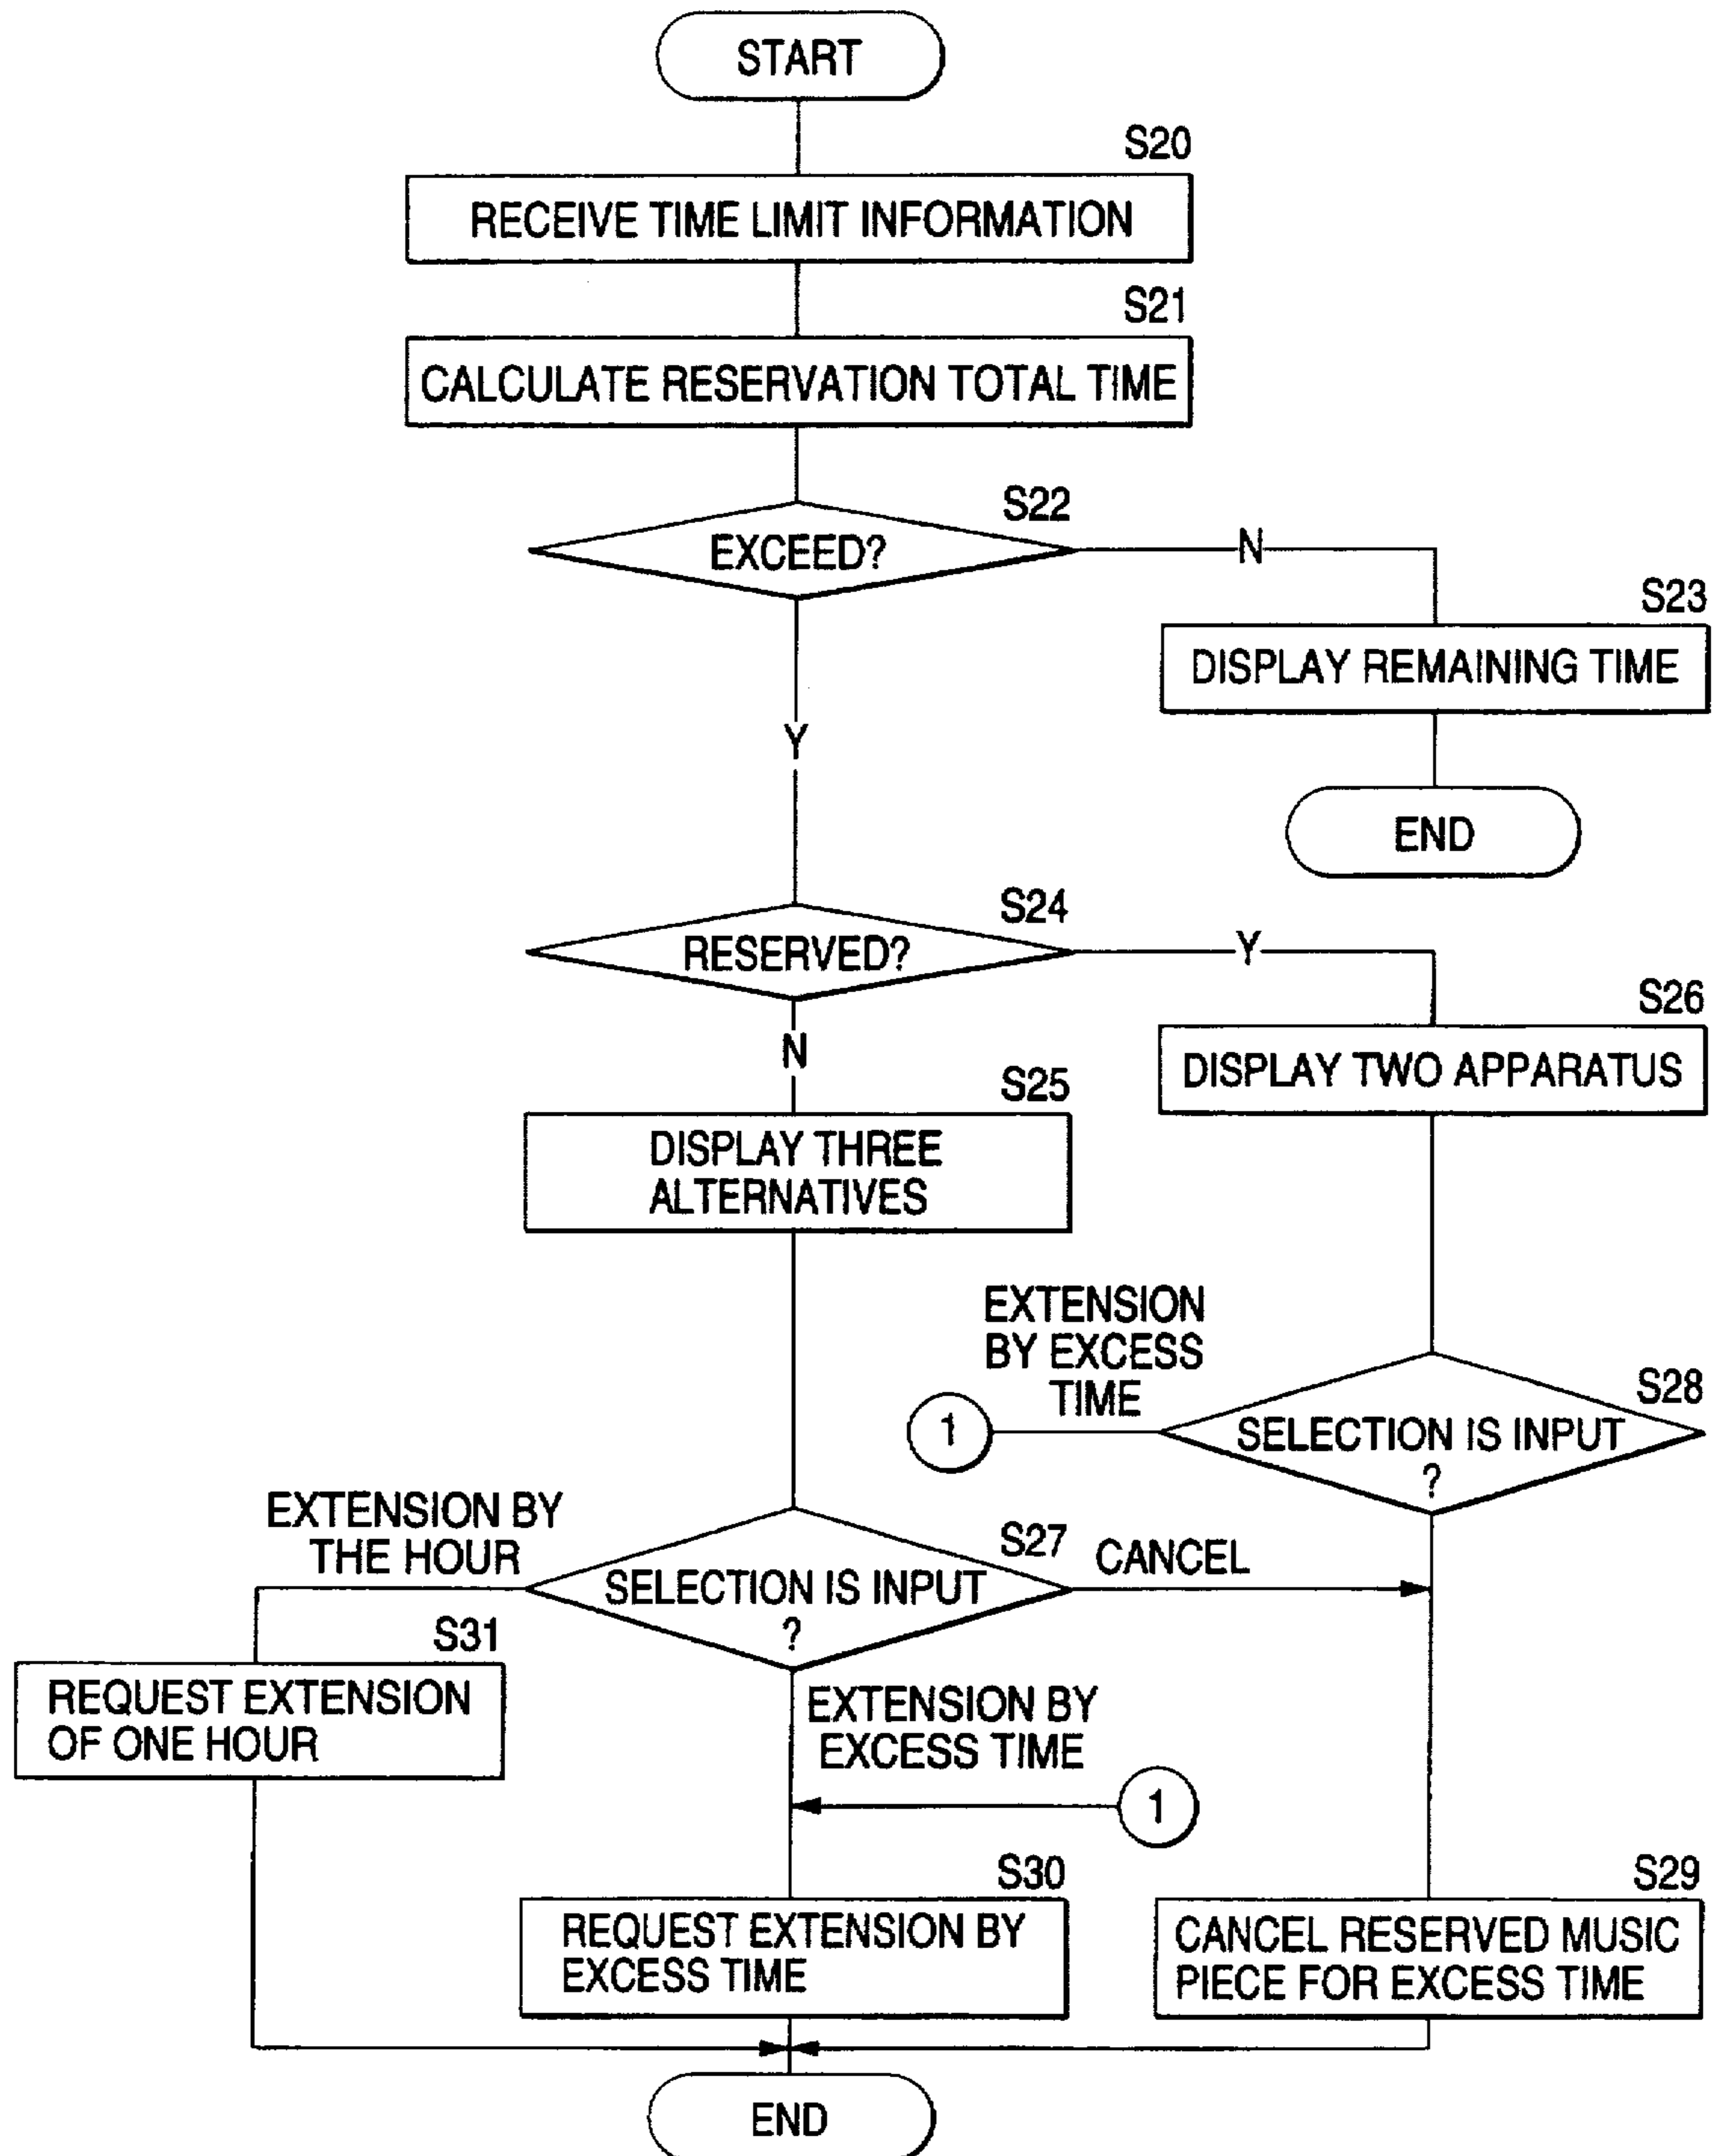 START
S20
RECEIVE TIME LIMIT INFORMATION
S21
CALCULATE RESERVATION TOTAL TIME
S22
EXCEED?
N
S23
DISPLAY REMAINING TIME
Y
END
S24
RESERVED?
Y
S26
DISPLAY TWO APPARATUS
N
S25
DISPLAY THREE
ALTERNATIVES
EXTENSION
BY EXCESS
TIME
1
S28
SELECTION IS INPUT
?
EXTENSION BY
THE HOUR
S27
SELECTION IS INPUT
?
CANCEL
S31
REQUEST EXTENSION
OF ONE HOUR
EXTENSION BY
EXCESS TIME
1
S30
REQUEST EXTENSION BY
EXCESS TIME
S29
CANCEL RESERVED MUSIC
PIECE FOR EXCESS TIME
END